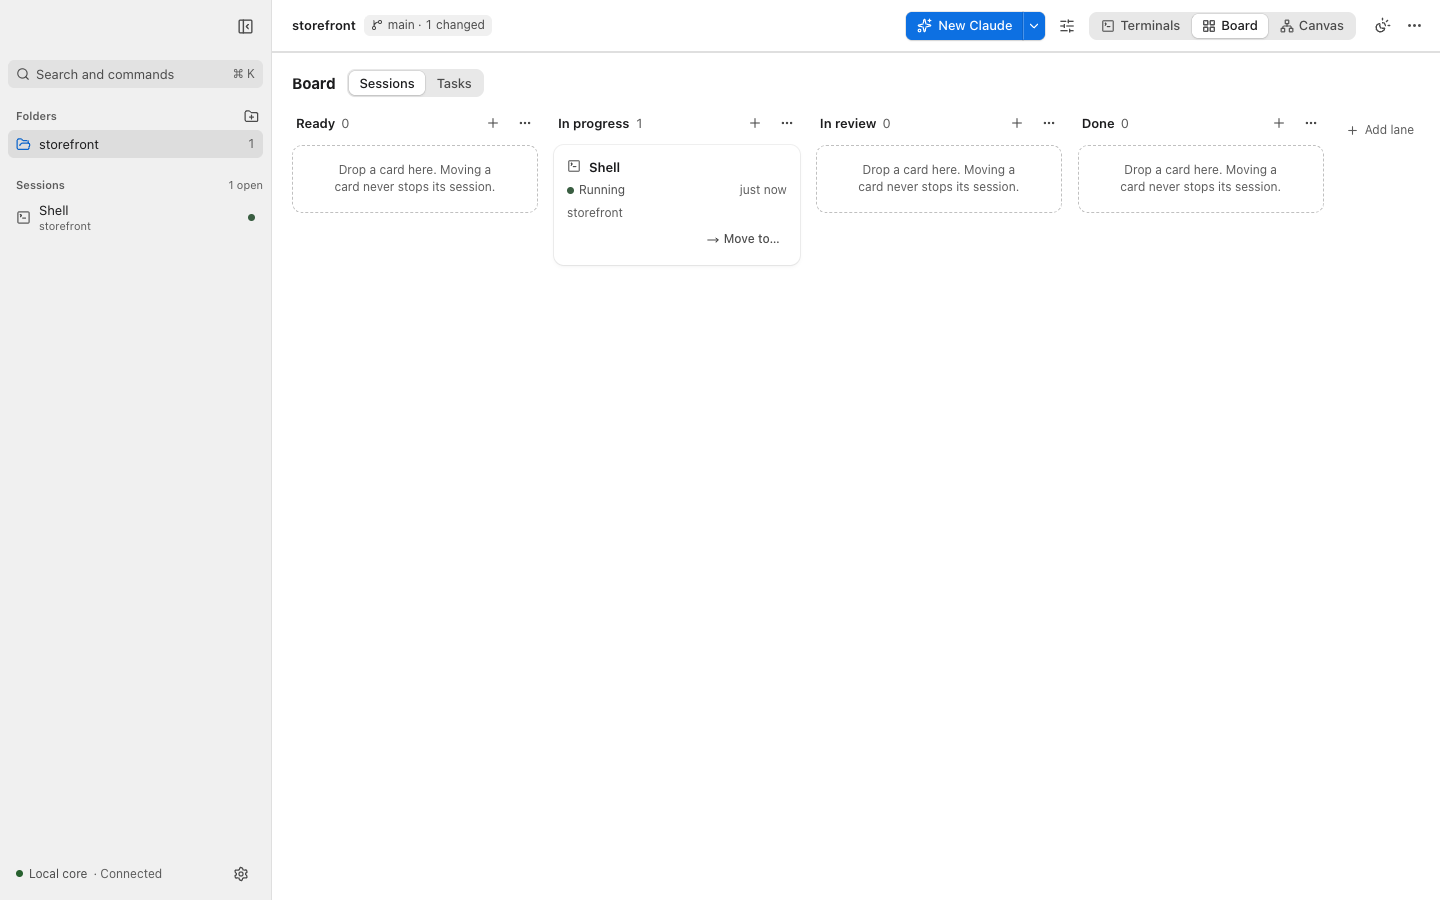 Search and commands ⌘ K
Folders
storefront 1
Sessions 1 open
Shell
storefront
Local core · Connected
storefront main · 1 changed
New Claude
Terminals Board Canvas
Board Sessions Tasks
Ready 0
Drop a card here. Moving a
card never stops its session.
In progress 1
Shell
Running just now
storefront
→ Move to...
In review 0
Drop a card here. Moving a
card never stops its session.
Done 0
Drop a card here. Moving a
card never stops its session.
+ Add lane